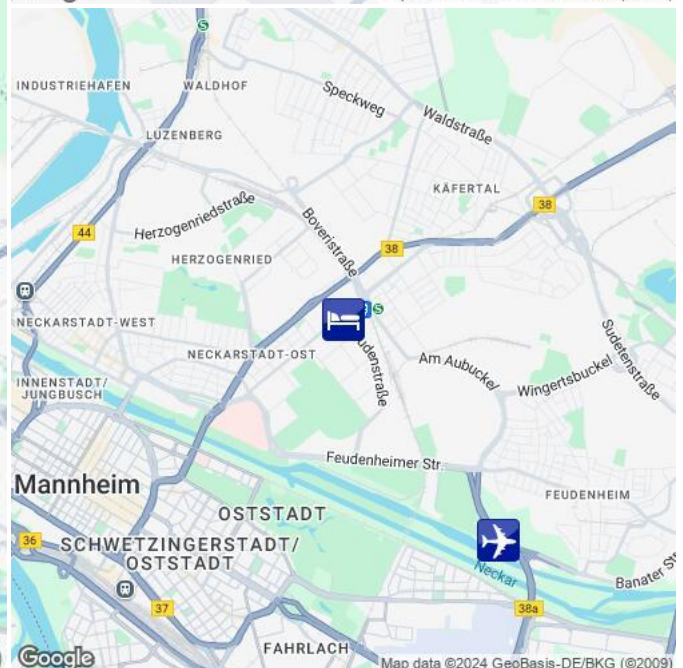 S
INDUSTRIEHAFEN
WALDHOF
Speckweg
Waldstraße
LUZENBERG
KÄFERTAL
38
Herzogenriedstraße
44
Boveristraße
38
HERZOGENRIED
S
NECKARSTADT-WEST
Sudetenstraße
NECKARSTADT-OST
udenstraße
Am Aubuckel
Wingertsbuckel
INNENSTADT/
JUNGBUSCH
Feudenheimer Str.
Mannheim
FEUDENHEIM
OSTSTADT
36
SCHWETZINGERSTADT/
OSTSTADT
Neckar
Banater St
37
38a
FAHRLACH
Google
Map data ©2024 GeoBasis-DE/BKG (©2009)